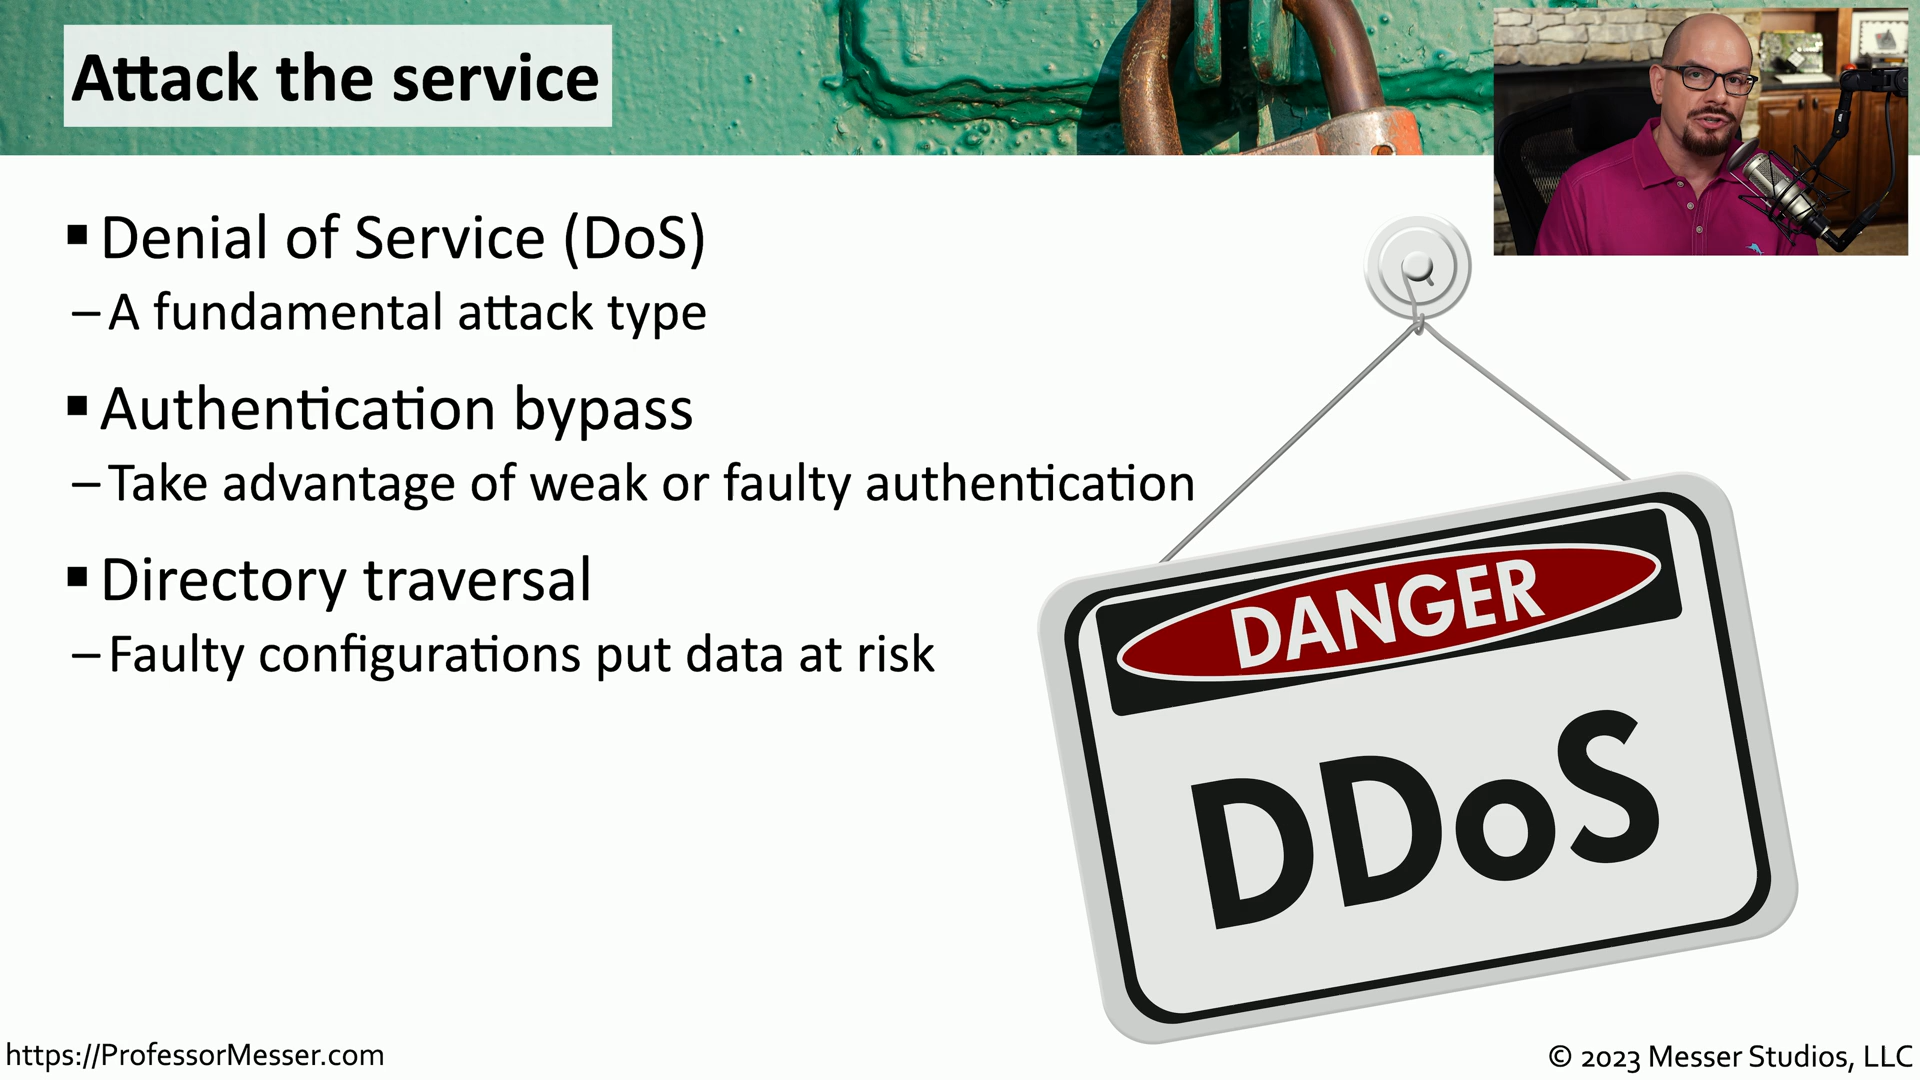 Attack the service
▪ Denial of Service (DoS)
– A fundamental attack type
▪ Authentication bypass
– Take advantage of weak or faulty authentication
▪ Directory traversal
– Faulty configurations put data at risk
DANGER
DDoS
https://ProfessorMesser.com
© 2023 Messer Studios, LLC